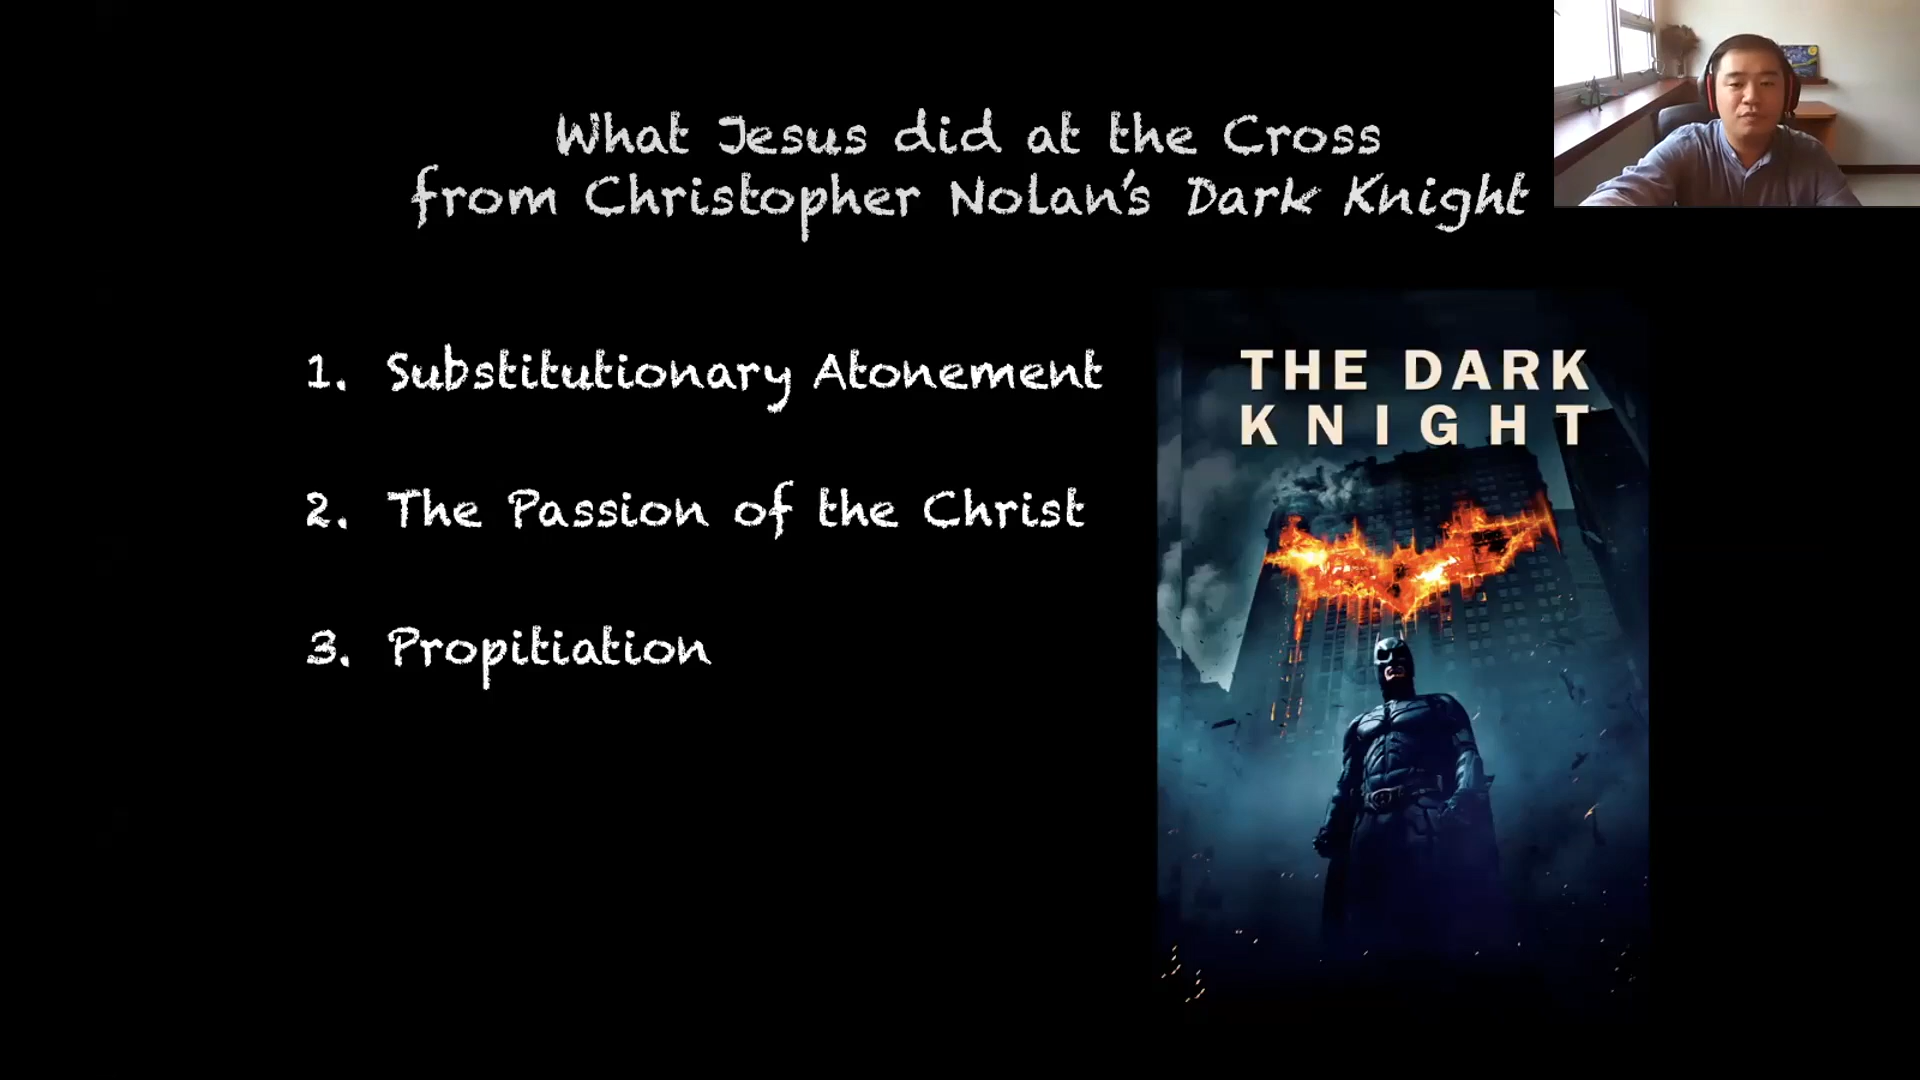 What Jesus did at the Cross
from Christopher Nolan's Dark Knight
1. Substitutionary Atonement
2. The Passion of the Christ
3. Propitiation
THE DARK
KNIGHT